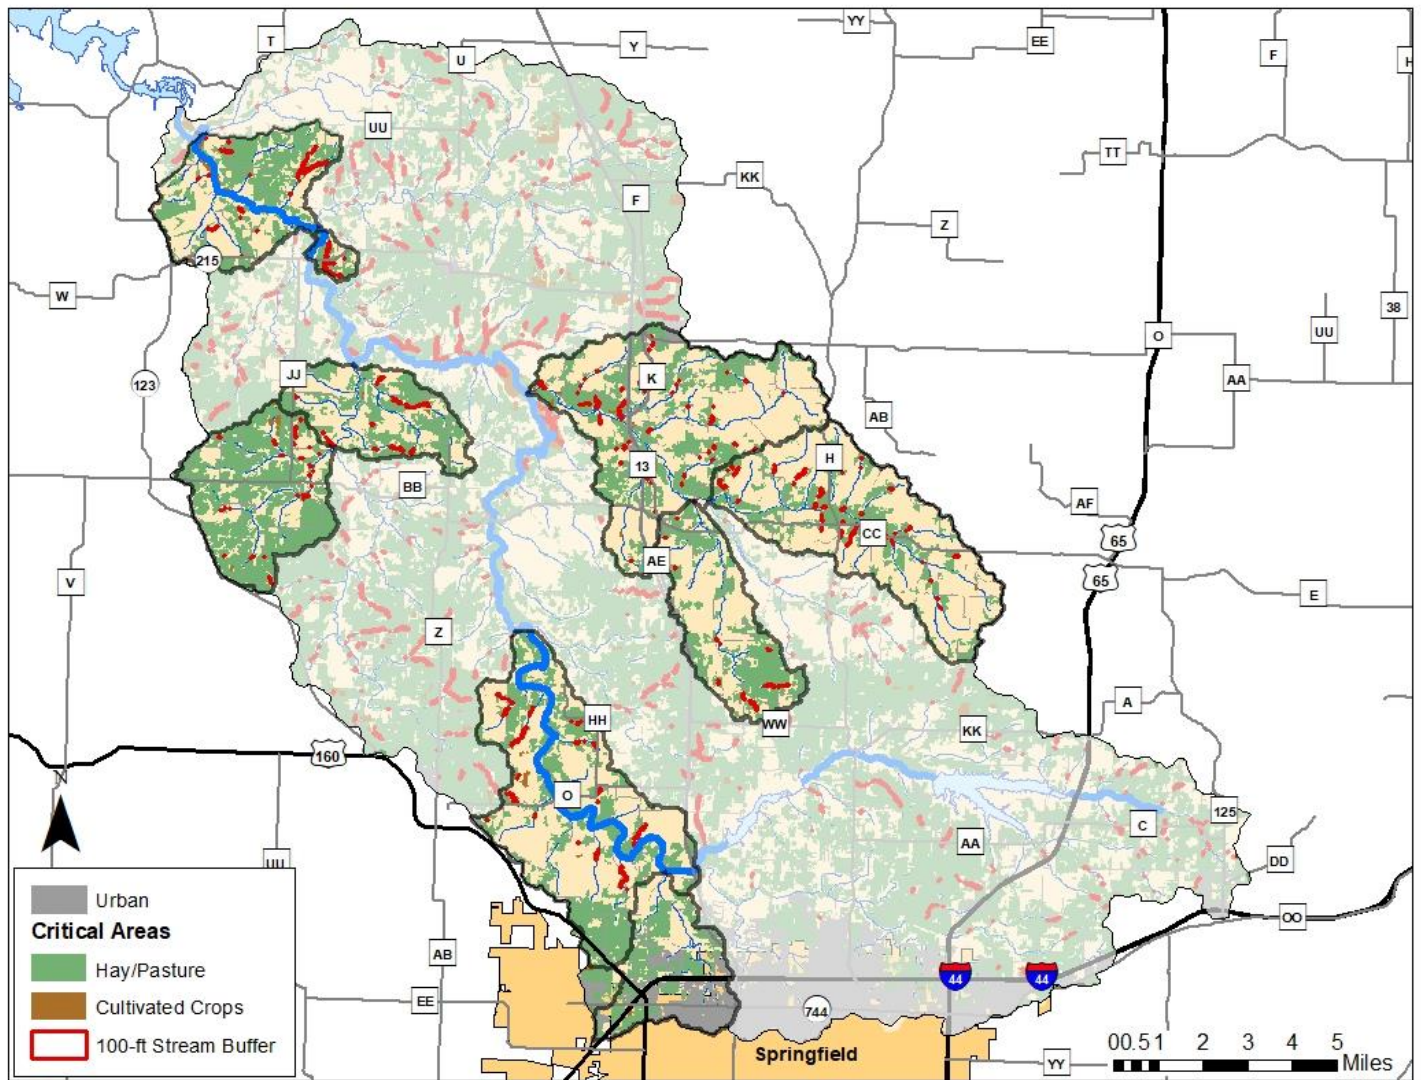 YY
T
EE
U
Y
F
H
UU
TT
KK
F
Z
215
W
38
UU
O
JJ
K
AA
123
AB
13
H
BB
AF
CC
65
AE
65
V
E
Z
A
HH
WW
KK
160
N
O
125
C
AA
DD
UU
OO
AB
44
44
EE
744
Springfield
YY
Urban
Critical Areas
Hay/Pasture
Cultivated Crops
100-ft Stream Buffer
0 0.5 1 2 3 4 5
Miles